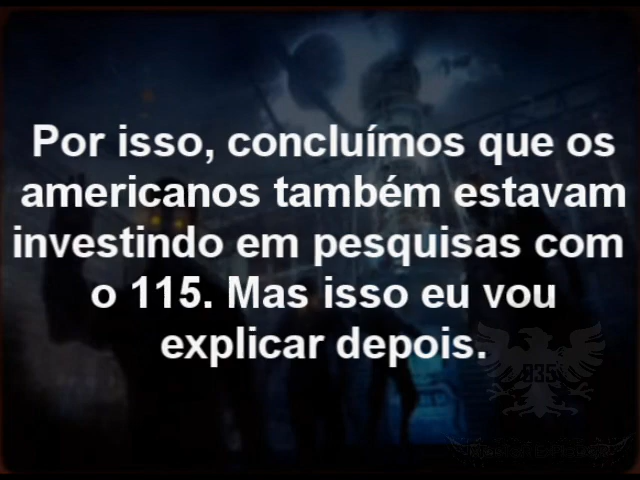 Por isso, concluímos que os
americanos também estavam
investindo em pesquisas com
o 115. Mas isso eu vou
explicar depois.
935